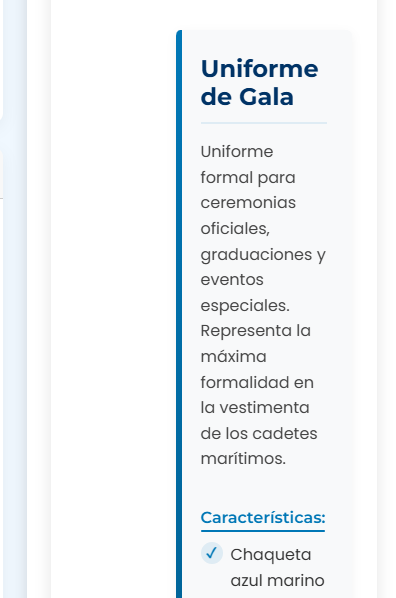 Uniforme
de Gala
Uniforme
formal para
ceremonias
oficiales,
graduaciones y
eventos
especiales.
Representa la
máxima
formalidad en
la vestimenta
de los cadetes
marítimos.
Características:
✓ Chaqueta
azul marino